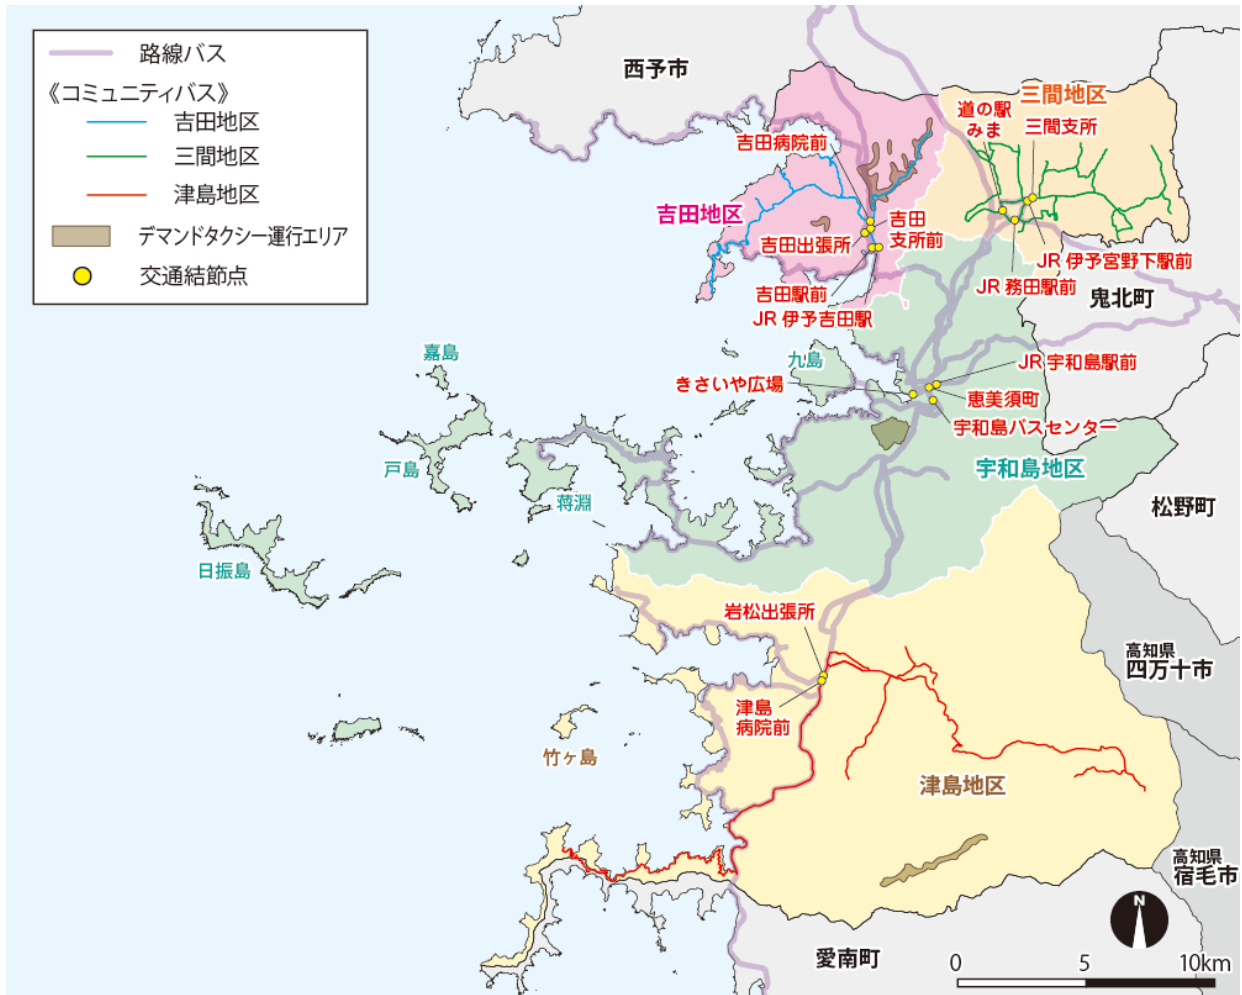 路線バス
《コミュニティバス》
吉田地区
三間地区
津島地区
デマンドタクシー運行エリア
交通結節点
西予市
三間地区
道の駅
みま
三間支所
吉田病院前
吉田地区
吉田
支所前
吉田出張所
JR 伊予宮野下駅前
JR 務田駅前
吉田駅前
JR 伊予吉田駅
鬼北町
嘉島
九島
JR 宇和島駅前
きさいや広場
恵美須町
宇和島バスセンター
戸島
宇和島地区
蒋淵
松野町
日振島
岩松出張所
高知県
四万十市
津島
病院前
竹ヶ島
津島地区
高知県
宿毛市
N
愛南町
0 5 10km